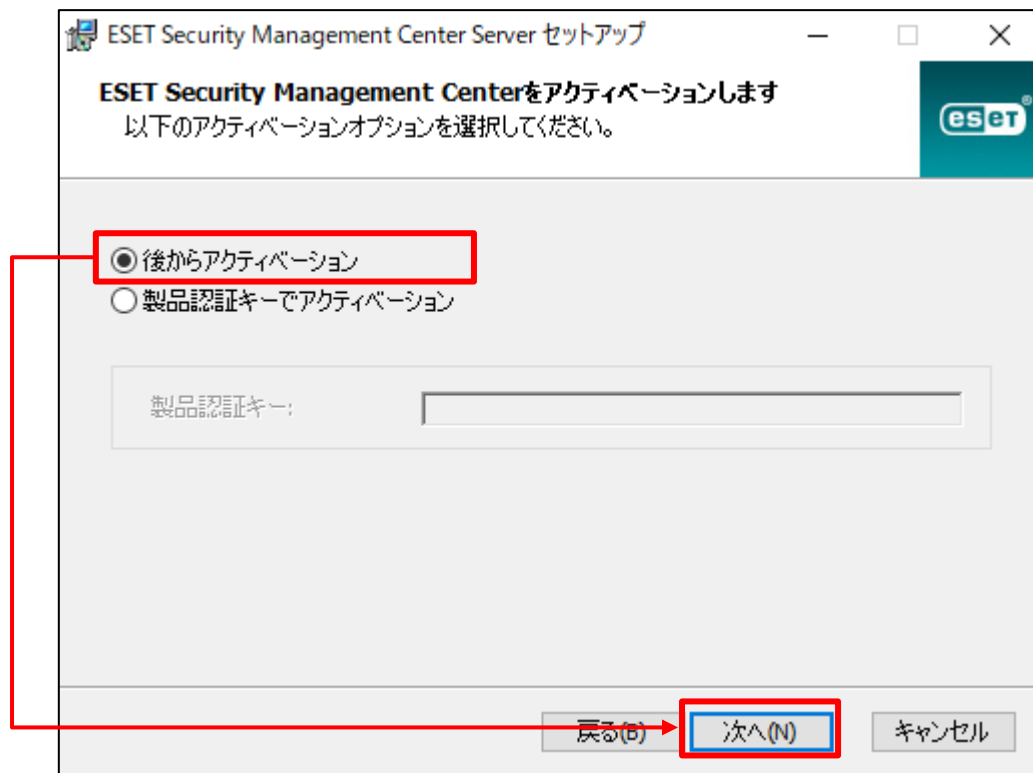 ESET Security Management Center Server セットアップ
ESET Security Management Centerをアクティベーションします
以下のアクティベーションオプションを選択してください。
eseT®
後からアクティベーション
製品認証キーでアクティベーション
製品認証キー:
戻る(B) 次へ(N) キャンセル